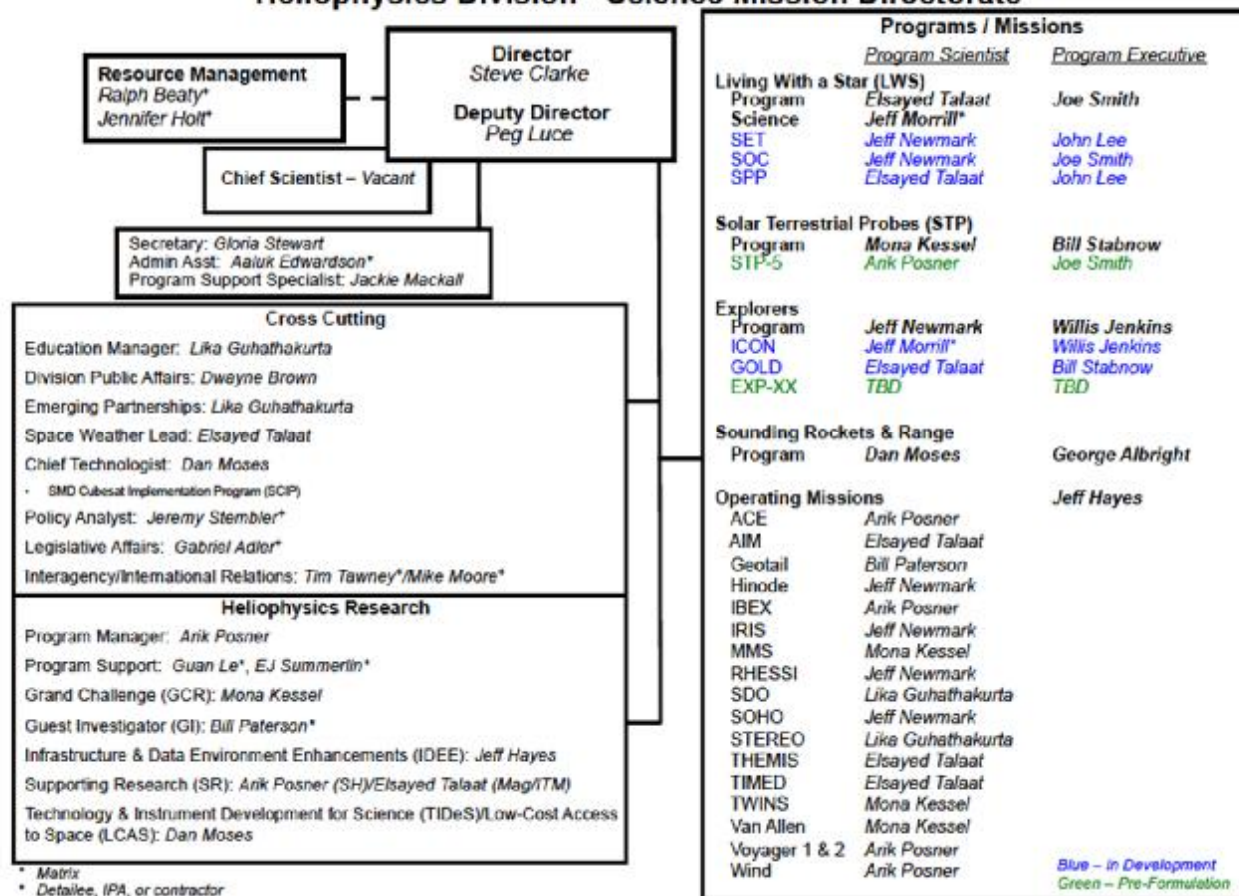 Heliophysics Division - Science Mission Directorate
Resource Management
Ralph Beaty*
Jennifer Holt*
Director
Steve Clarke
Deputy Director
Peg Luce
Chief Scientist – Vacant
Secretary: Gloria Stewart
Admin Asst: Aaluk Edwardson*
Program Support Specialist: Jackie Mackall
Cross Cutting
Education Manager: Lika Guhathakurta
Division Public Affairs: Dwayne Brown
Emerging Partnerships: Lika Guhathakurta
Space Weather Lead: Elsayed Talaat
Chief Technologist: Dan Moses
- SMD Cubesat Implementation Program (SCIP)
Policy Analyst: Jeremy Stembler+
Legislative Affairs: Gabriel Adler+
Interagency/International Relations: Tim Tawney*/Mike Moore*
Heliophysics Research
Program Manager: Arik Posner
Program Support: Guan Le*, EJ Summerlin*
Grand Challenge (GCR): Mona Kessel
Guest Investigator (GI): Bill Paterson*
Infrastructure & Data Environment Enhancements (IDEE): Jeff Hayes
Supporting Research (SR): Arik Posner (SH)/Elsayed Talaat (Mag/ITM)
Technology & Instrument Development for Science (TIDeS)/Low-Cost Access
to Space (LCAS): Dan Moses
* Matrix
* Detailee, IPA, or contractor
Programs / Missions
Program Scientist Program Executive
Living With a Star (LWS)
Program Elsayed Talaat Joe Smith
Science Jeff Morrill*
SET Jeff Newmark John Lee
SOC Jeff Newmark Joe Smith
SPP Elsayed Talaat John Lee
Solar Terrestrial Probes (STP)
Program Mona Kessel Bill Stabnow
STP-5 Arik Posner Joe Smith
Explorers
Program Jeff Newmark Willis Jenkins
ICON Jeff Morrill* Willis Jenkins
GOLD Elsayed Talaat Bill Stabnow
EXP-XX TBD TBD
Sounding Rockets & Range
Program Dan Moses George Albright
Operating Missions Jeff Hayes
ACE Arik Posner
AIM Elsayed Talaat
Geotail Bill Paterson
Hinode Jeff Newmark
IBEX Arik Posner
IRIS Jeff Newmark
MMS Mona Kessel
RHESSI Jeff Newmark
SDO Lika Guhathakurta
SOHO Jeff Newmark
STEREO Lika Guhathakurta
THEMIS Elsayed Talaat
TIMED Elsayed Talaat
TWINS Mona Kessel
Van Allen Mona Kessel
Voyager 1 & 2 Arik Posner
Wind Arik Posner
Blue – In Development
Green – Pre-Formulation